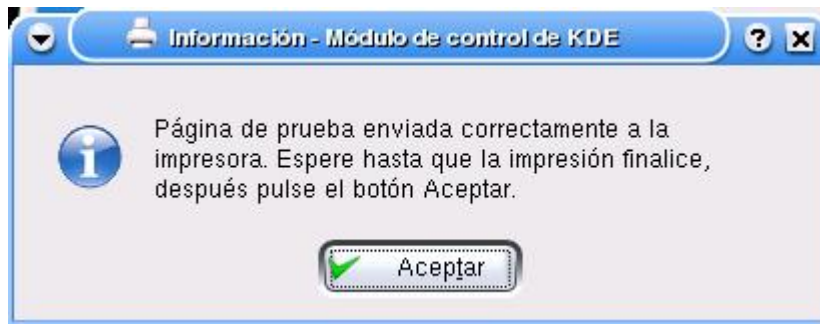 Información - Módulo de control de KDE
Página de prueba enviada correctamente a la
impresora. Espere hasta que la impresión finalice,
después pulse el botón Aceptar.
Aceptar